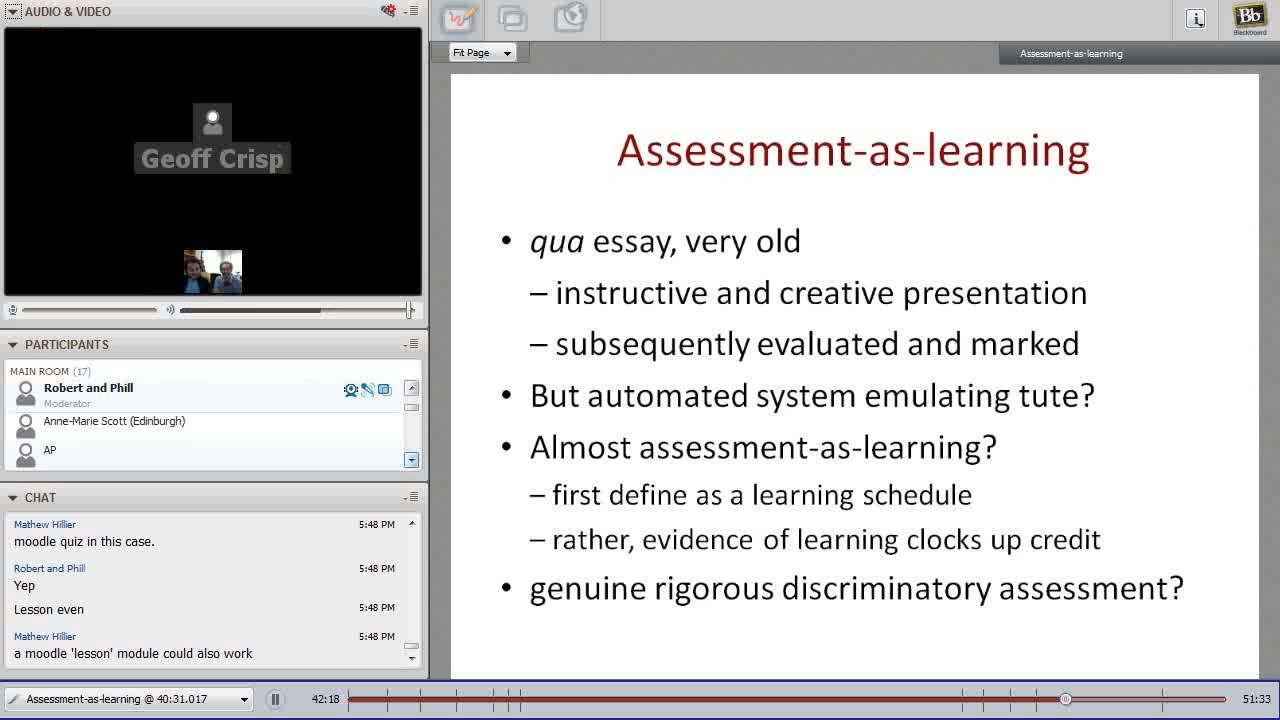 AUDIO & VIDEO
Geoff Crisp
PARTICIPANTS
MAIN ROOM (17)
Robert and Phill
Moderator
Anne-Marie Scott (Edinburgh)
AP
CHAT
Mathew Hillier 5:48 PM
moodle quiz in this case.
Robert and Phill 5:48 PM
Yep
Lesson even 5:48 PM
Mathew Hillier 5:48 PM
a moodle 'lesson' module could also work
Fit Page
Assessment-as-learning
Bb
Blackboard
Assessment-as-learning
• qua essay, very old
– instructive and creative presentation
– subsequently evaluated and marked
• But automated system emulating tute?
• Almost assessment-as-learning?
– first define as a learning schedule
– rather, evidence of learning clocks up credit
• genuine rigorous discriminatory assessment?
Assessment-as-learning @ 40:31.017
42:18
51:33